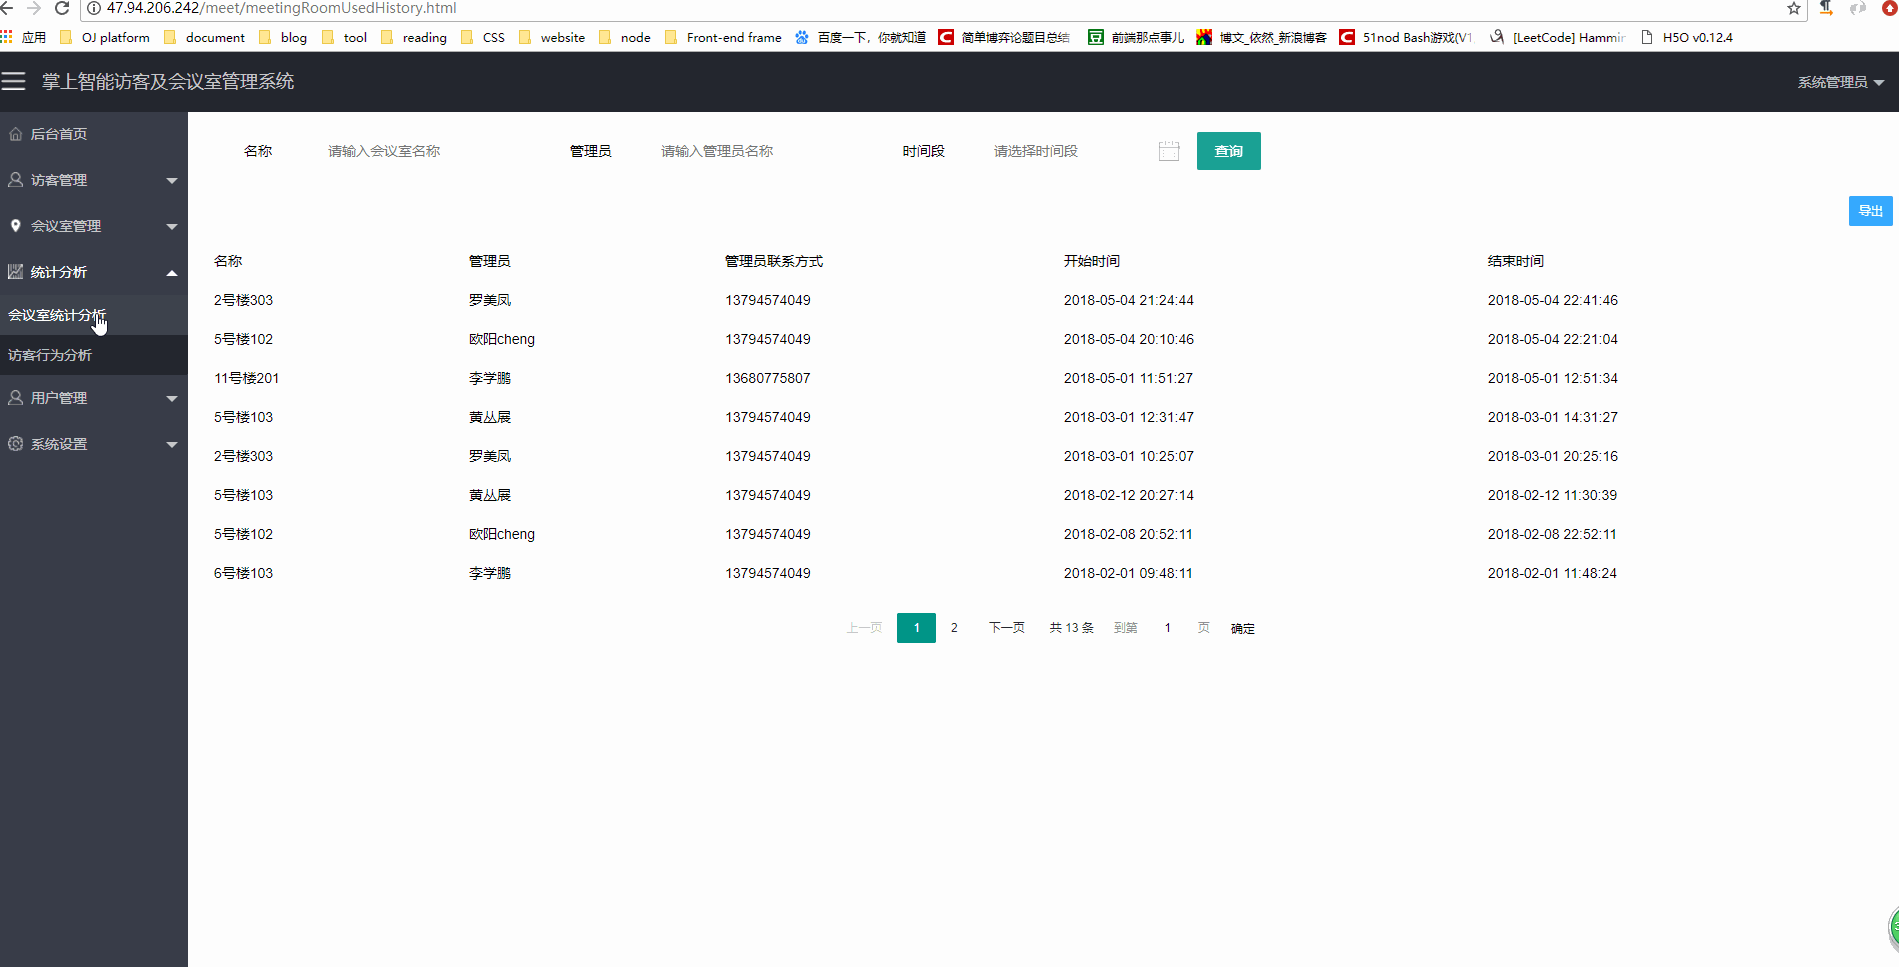 47.94.206.242/meet/meetingRoomUsedHistory.html
应用 OJ platform document blog tool reading CSS website node Front-end frame 百度一下，你就知道 简单博弈论题目总结 前端那点事儿 博文_依然_新浪博客 51nod Bash游戏(V1 [LeetCode] Hammin H5O v0.12.4
掌上智能访客及会议室管理系统 系统管理员
后台首页
访客管理
会议室管理
统计分析
会议室统计分析
访客行为分析
用户管理
系统设置
名称 请输入会议室名称 管理员 请输入管理员名称 时间段 请选择时间段 查询
导出
名称 管理员 管理员联系方式 开始时间 结束时间
2号楼303 罗美凤 13794574049 2018-05-04 21:24:44 2018-05-04 22:41:46
5号楼102 欧阳cheng 13794574049 2018-05-04 20:10:46 2018-05-04 22:21:04
11号楼201 李学鹏 13680775807 2018-05-01 11:51:27 2018-05-01 12:51:34
5号楼103 黄丛展 13794574049 2018-03-01 12:31:47 2018-03-01 14:31:27
2号楼303 罗美凤 13794574049 2018-03-01 10:25:07 2018-03-01 20:25:16
5号楼103 黄丛展 13794574049 2018-02-12 20:27:14 2018-02-12 11:30:39
5号楼102 欧阳cheng 13794574049 2018-02-08 20:52:11 2018-02-08 22:52:11
6号楼103 李学鹏 13794574049 2018-02-01 09:48:11 2018-02-01 11:48:24
上一页 1 2 下一页 共 13 条 到第 1 页 确定